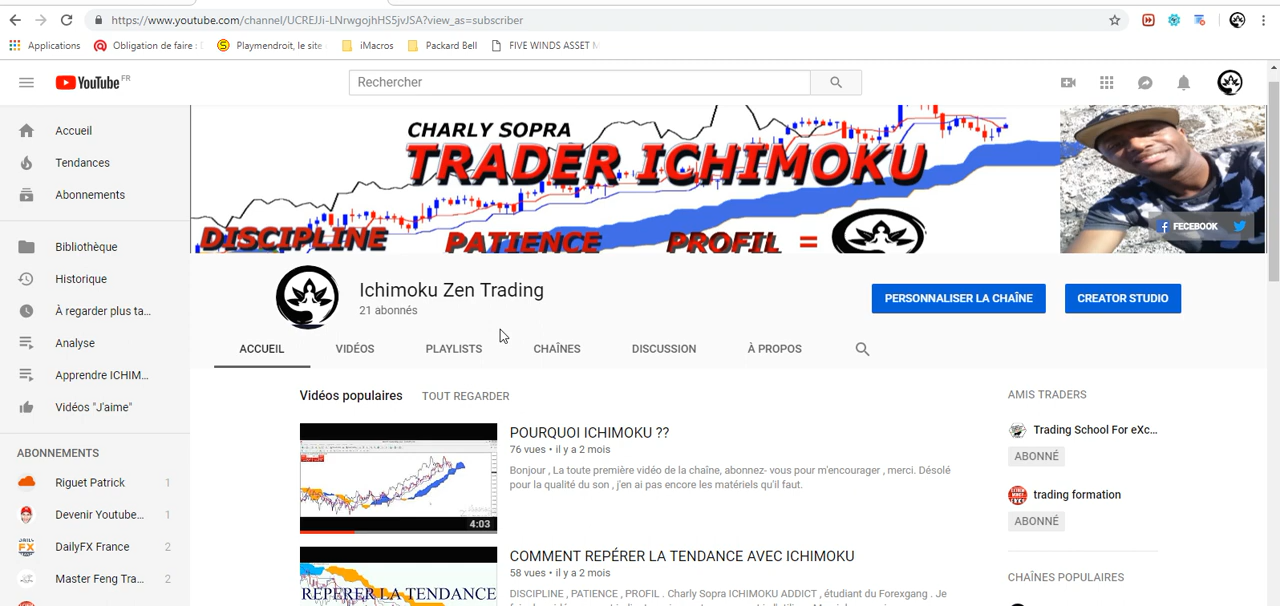 https://www.youtube.com/channel/UCREJJi-LNrwgojhHS5jvJSA?view_as=subscriber
Applications
Obligation de faire :
Playmendroit, le site
iMacros
Packard Bell
FIVE WINDS ASSET M
YouTube FR
Rechercher
Accueil
Tendances
Abonnements
Bibliothèque
Historique
À regarder plus ta...
Analyse
Apprendre ICHIM...
Vidéos "J'aime"
ABONNEMENTS
Riguet Patrick 1
Devenir Youtube... 1
DailyFX France 2
Master Feng Tra... 2
CHARLY SOPRA
TRADER ICHIMOKU
DISCIPLINE PATIENCE PROFIL =
FECEBOOK
Ichimoku Zen Trading
21 abonnés
PERSONNALISER LA CHAÎNE
CREATOR STUDIO
ACCUEIL
VIDÉOS
PLAYLISTS
CHAÎNES
DISCUSSION
À PROPOS
Vidéos populaires
TOUT REGARDER
4:03
POURQUOI ICHIMOKU ??
76 vues • il y a 2 mois
Bonjour , La toute première vidéo de la chaîne, abonnez- vous pour m'encourager , merci. Désolé
pour la qualité du son , j'en ai pas encore les matériels qu'il faut.
REPERER LA TENDANCE
COMMENT REPÉRER LA TENDANCE AVEC ICHIMOKU
58 vues • il y a 2 mois
DISCIPLINE , PATIENCE , PROFIL . Charly Sopra ICHIMOKU ADDICT , étudiant du Forexgang . Je
AMIS TRADERS
Trading School For eXc...
ABONNÉ
trading formation
ABONNÉ
CHAÎNES POPULAIRES